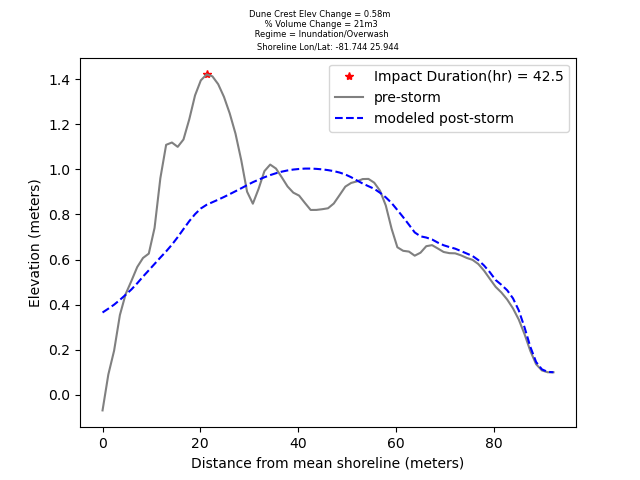 Dune Crest Elev Change = 0.58m
% Volume Change = 21m3
Regime = Inundation/Overwash
Shoreline Lon/Lat: -81.744 25.944
Impact Duration(hr) = 42.5
pre-storm
modeled post-storm
1.4
1.2
1.0
0.8
0.6
0.4
0.2
0.0
Elevation (meters)
0
20
40
60
80
Distance from mean shoreline (meters)